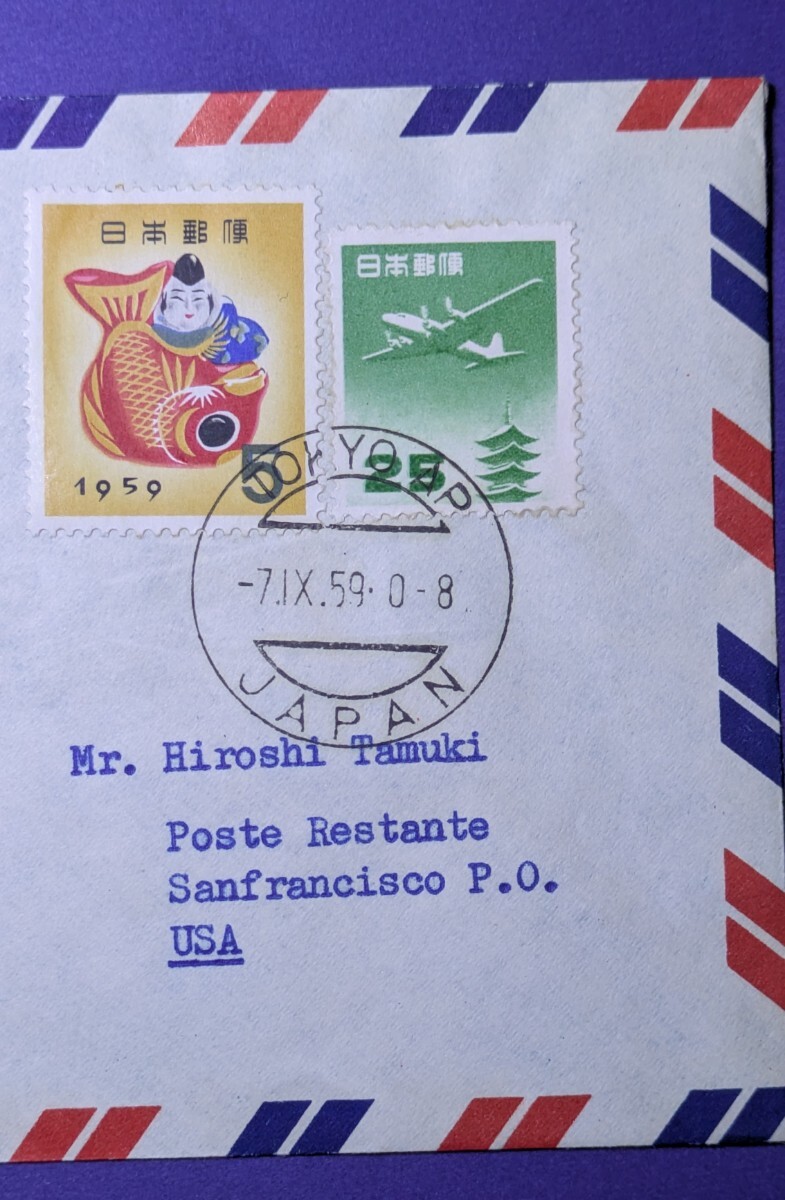 日本郵便
1959
5
日本郵便
25
TOKYO AP
-7.IX.59. 0-8
JAPAN
Mr. Hiroshi Tamuki
Poste Restante
Sanfrancisco P.O.
USA